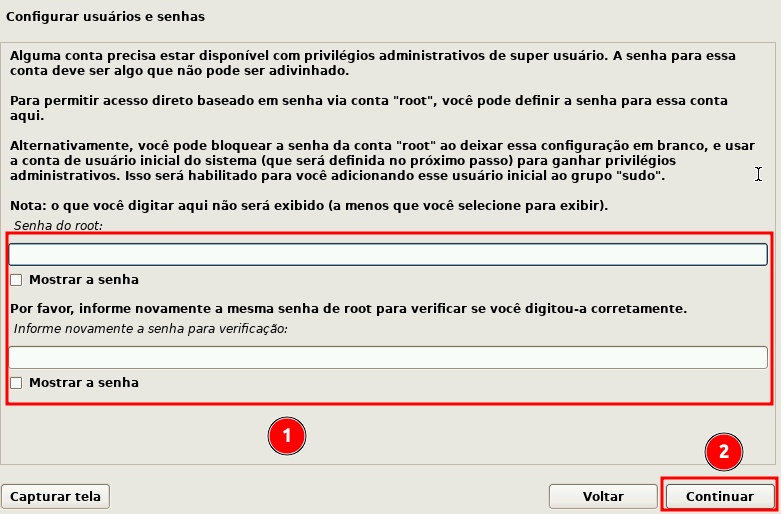 Configurar usuários e senhas
Alguma conta precisa estar disponível com privilégios administrativos de super usuário. A senha para essa
conta deve ser algo que não pode ser adivinhado.
Para permitir acesso direto baseado em senha via conta "root", você pode definir a senha para essa conta
aqui.
Alternativamente, você pode bloquear a senha da conta "root" ao deixar essa configuração em branco, e usar
a conta de usuário inicial do sistema (que será definida no próximo passo) para ganhar privilégios
administrativos. Isso será habilitado para você adicionando esse usuário inicial ao grupo "sudo".
Nota: o que você digitar aqui não será exibido (a menos que você selecione para exibir).
Senha do root:
Mostrar a senha
Por favor, informe novamente a mesma senha de root para verificar se você digitou-a corretamente.
Informe novamente a senha para verificação:
Mostrar a senha
1
2
Capturar tela
Voltar
Continuar